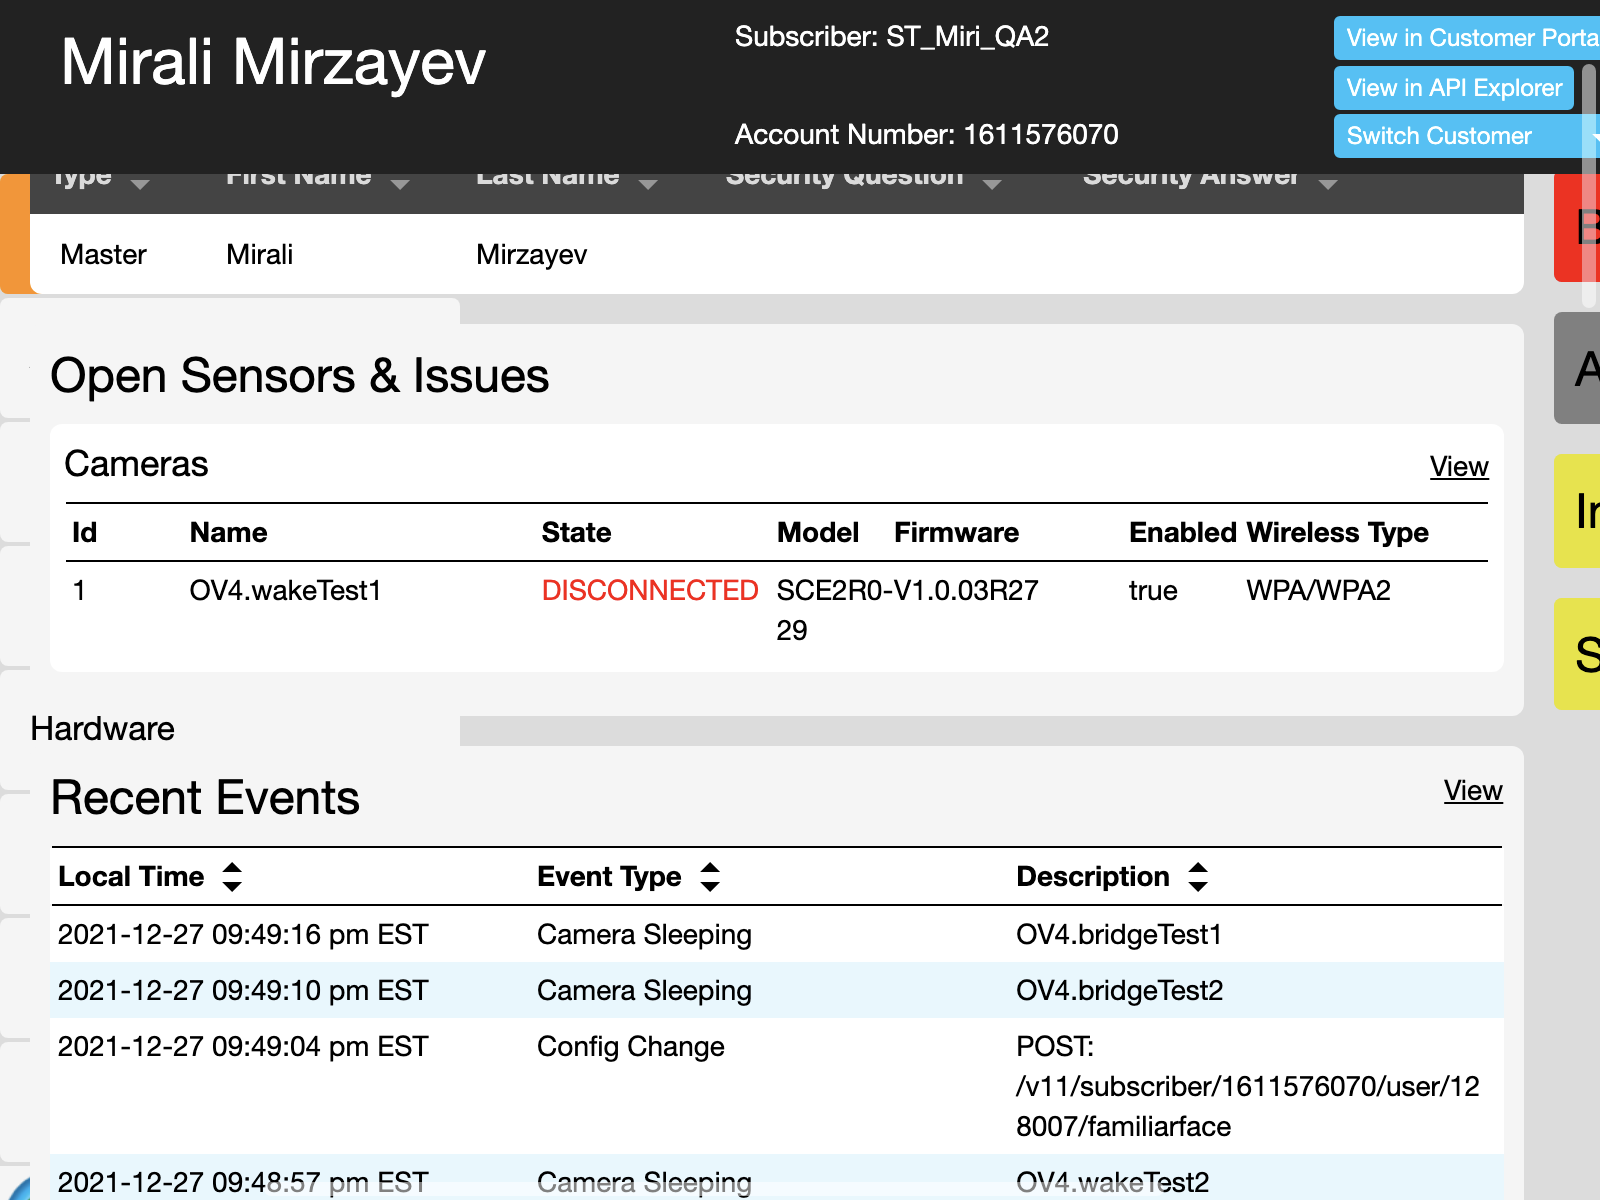 Mirali Mirzayev
Subscriber: ST_Miri_QA2
Account Number: 1611576070
View in Customer Porta
View in API Explorer
Switch Customer
Type First Name Last Name Security Question Security Answer
Master Mirali Mirzayev
Open Sensors & Issues
Cameras View
Id Name State Model Firmware Enabled Wireless Type
1 OV4.wakeTest1 DISCONNECTED SCE2R0-V1.0.03R27 true WPA/WPA2
29
Hardware
Recent Events View
Local Time Event Type Description
2021-12-27 09:49:16 pm EST Camera Sleeping OV4.bridgeTest1
2021-12-27 09:49:10 pm EST Camera Sleeping OV4.bridgeTest2
2021-12-27 09:49:04 pm EST Config Change POST:
/v11/subscriber/1611576070/user/12
8007/familiarface
2021-12-27 09:48:57 pm EST Camera Sleeping OV4.wakeTest2